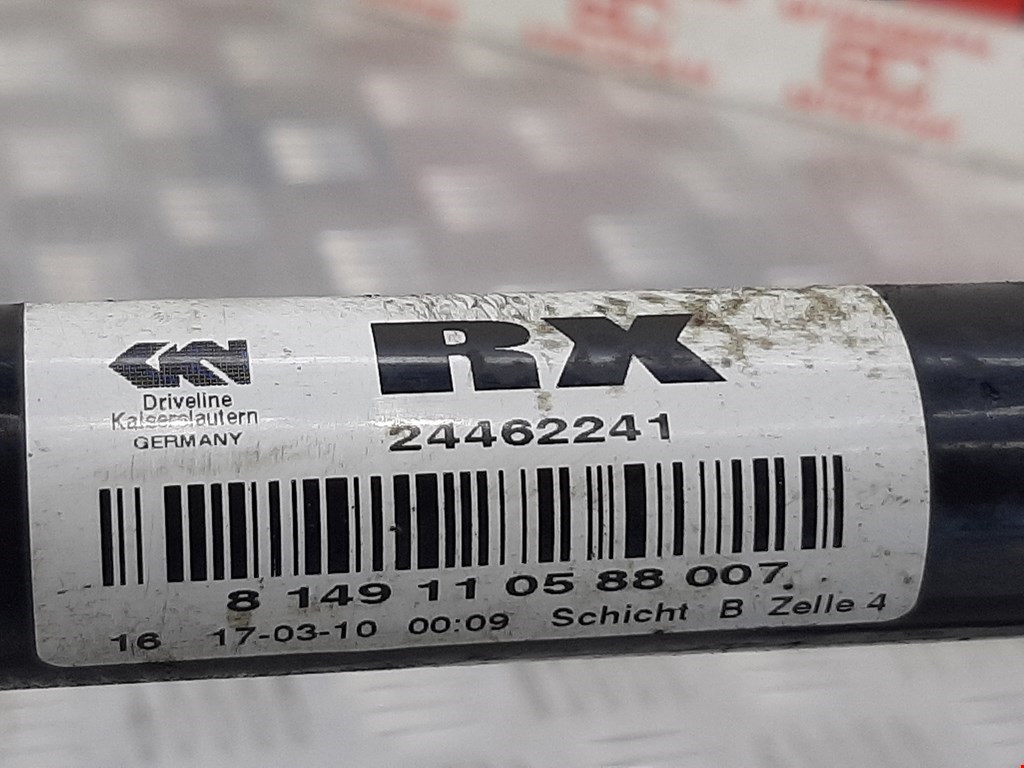 GKN
RX
Driveline
Kaiserslautern
GERMANY
24462241
8 149 11 05 88 007
16 17-03-10 00:09 Schicht B Zelle 4